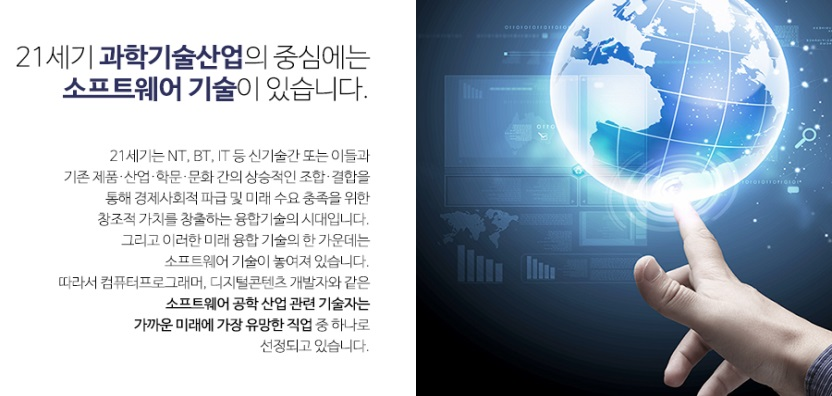 21세기 과학기술산업의 중심에는
소프트웨어 기술이 있습니다.
21세기는 NT, BT, IT 등 신기술간 또는 이들과
기존 제품·산업·학문·문화 간의 상승적인 조합·결합을
통해 경제사회적 파급 및 미래 수요 충족을 위한
창조적 가치를 창출하는 융합기술의 시대입니다.
그리고 이러한 미래 융합 기술의 한 가운데는
소프트웨어 기술이 놓여져 있습니다.
따라서 컴퓨터프로그래머, 디지털콘텐츠 개발자와 같은
소프트웨어 공학 산업 관련 기술자는
가까운 미래에 가장 유망한 직업 중 하나로
선정되고 있습니다.